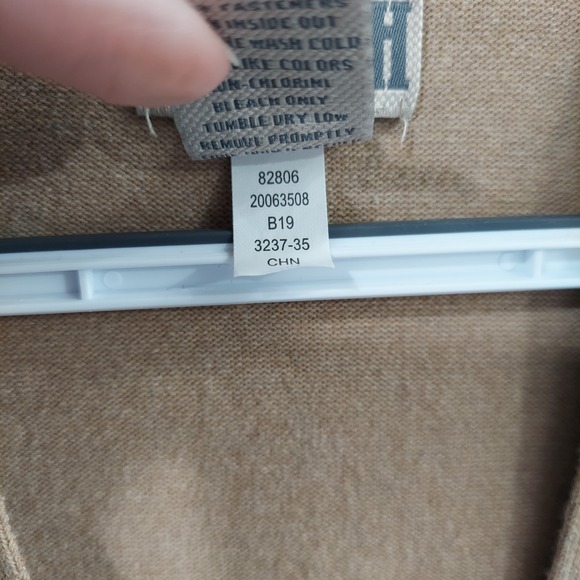 FASTENERS
INSIDE OUT
WASH COLD
LIKE COLORS
NON-CHLORINE
BLEACH ONLY
TUMBLE DRY LOW
REMOVE PROMPTLY
H
82806
20063508
B19
3237-35
CHN